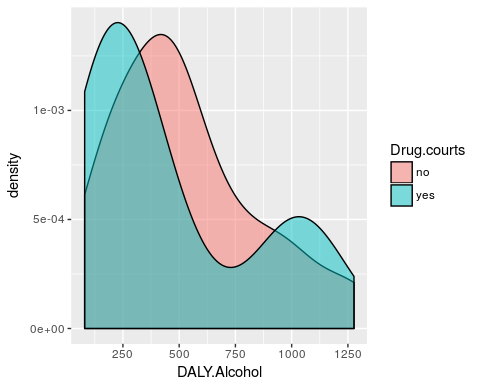 1e-03
5e-04
0e+00
density
250 500 750 1000 1250
DALY.Alcohol
Drug.courts
no
yes